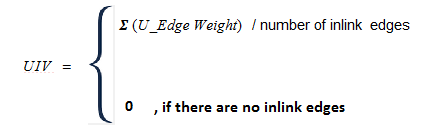 Σ (U_Edge Weight) / number of inlink edges
UIV =
0 , if there are no inlink edges